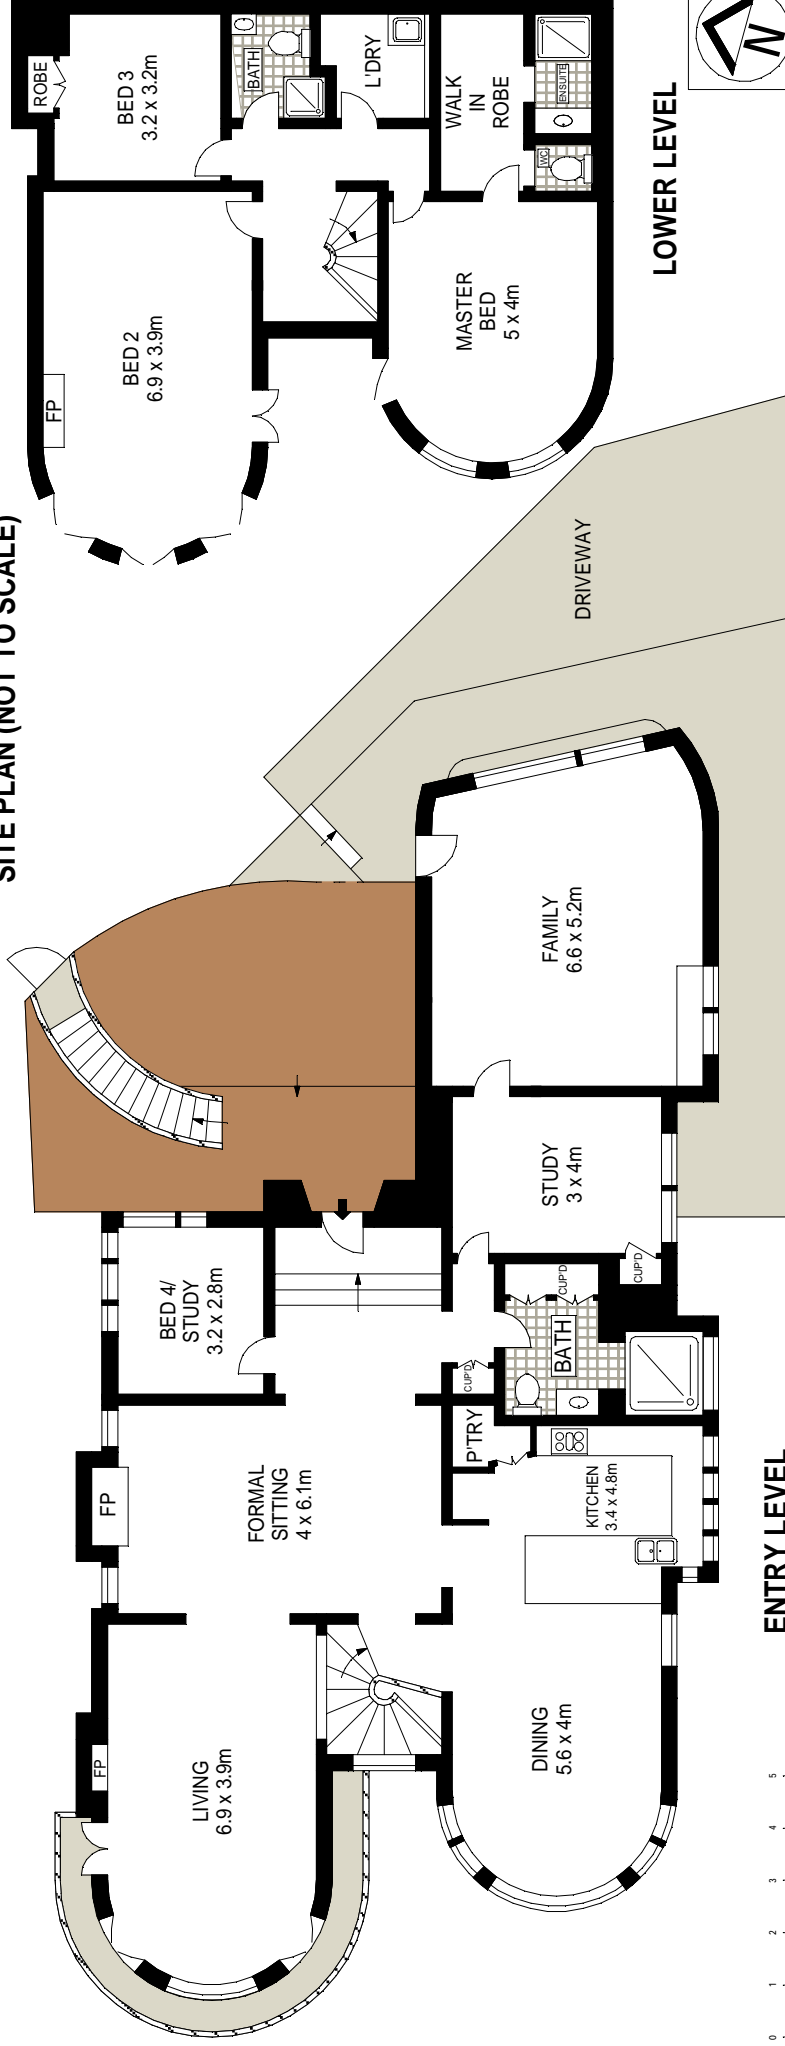 ROBE
BED 3
3.2 x 3.2m
BATH
L'DRY
WALK
IN
ROBE
ENSUITE
WC
N
LOWER LEVEL
BED 2
6.9 x 3.9m
FP
MASTER
BED
5 x 4m
SITE PLAN (NOT TO SCALE)
DRIVEWAY
FAMILY
6.6 x 5.2m
STUDY
3 x 4m
BED 4/
STUDY
3.2 x 2.8m
CUP'D
CUP'D
BATH
CUP'D
P'TRY
FP
FORMAL
SITTING
4 x 6.1m
KITCHEN
3.4 x 4.8m
ENTRY LEVEL
FP
LIVING
6.9 x 3.9m
DINING
5.6 x 4m
0 1 2 3 4 5